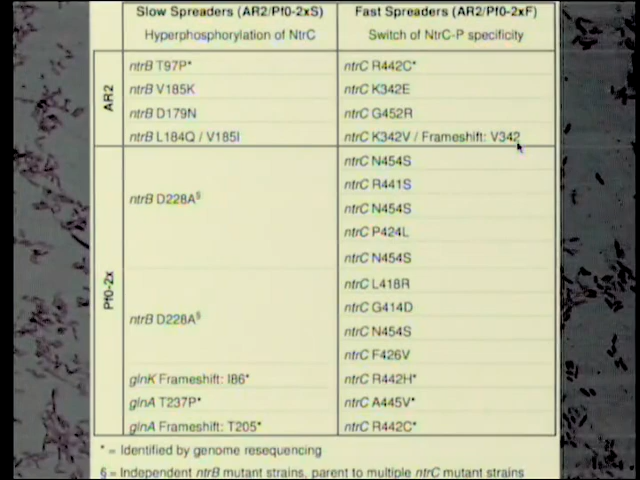 Slow Spreaders (AR2/Pf0-2xS) Fast Spreaders (AR2/Pf0-2xF)
Hyperphosphorylation of NtrC Switch of NtrC-P specificity
AR2
ntrB T97P* ntrC R442C*
ntrB V185K ntrC K342E
ntrB D179N ntrC G452R
ntrB L184Q / V185I ntrC K342V / Frameshift: V342
Pf0-2x
ntrB D228A§
ntrC N454S
ntrC R441S
ntrC N454S
ntrC P424L
ntrC N454S
ntrB D228A§
ntrC L418R
ntrC G414D
ntrC N454S
ntrC F426V
glnK Frameshift: I86* ntrC R442H*
glnA T237P* ntrC A445V*
glnA Frameshift: T205* ntrC R442C*
* = Identified by genome resequencing
§ = Independent ntrB mutant strains, parent to multiple ntrC mutant strains